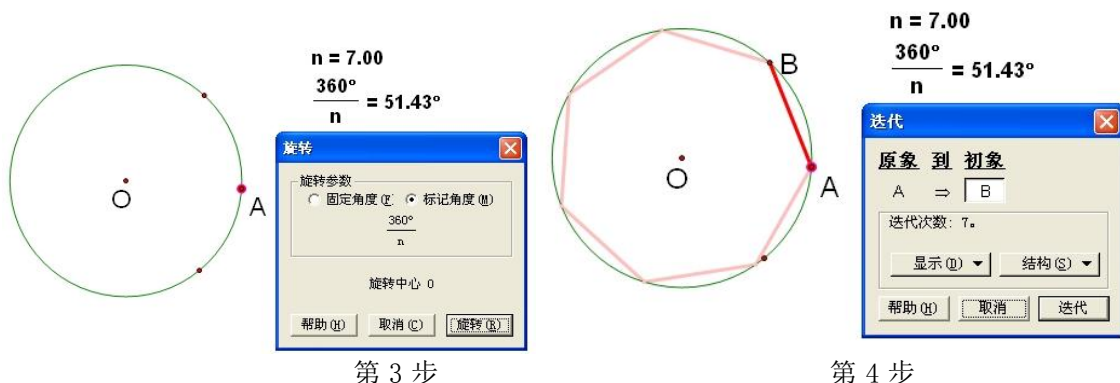 n = 7.00
360°
n
= 51.43°
O
A
旋转
旋转参数
固定角度(F) 标记角度(M)
360°
n
旋转中心 O
帮助(H) 取消(C) 旋转(R)
第 3 步
n = 7.00
360°
n
= 51.43°
B
O
A
迭代
原象 到 初象
A ⇒ B
迭代次数: 7。
显示(D) 结构(S)
帮助(H) 取消 迭代
第 4 步